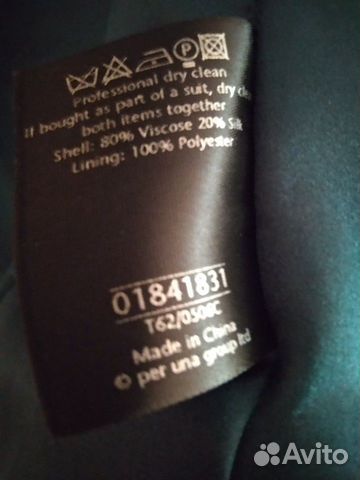 P
Professional dry clean
If bought as part of a suit, dry clean
both items together
Shell: 80% Viscose 20% Silk
Lining: 100% Polyester
01841831
T62/0508C
Made in China
© per una group ltd
Avito